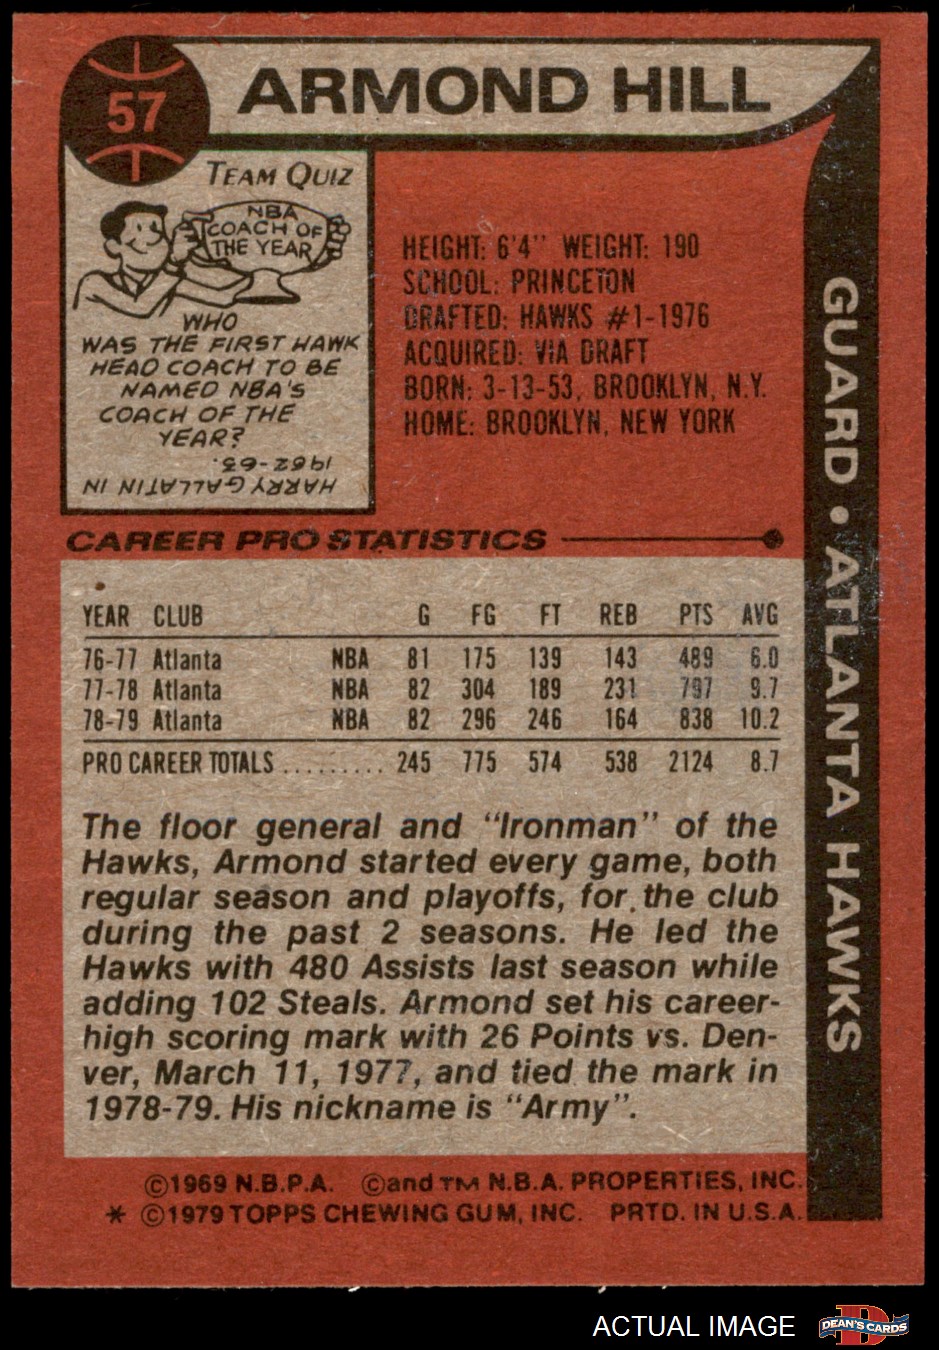 57
ARMOND HILL
TEAM QUIZ
NBA
COACH OF
THE YEAR
WHO
WAS THE FIRST HAWK
HEAD COACH TO BE
NAMED NBA'S
COACH OF THE
YEAR?
HARRY GALLATIN IN
1962-63.
HEIGHT: 6'4" WEIGHT: 190
SCHOOL: PRINCETON
DRAFTED: HAWKS #1-1976
ACQUIRED: VIA DRAFT
BORN: 3-13-53, BROOKLYN, N.Y.
HOME: BROOKLYN, NEW YORK
GUARD • ATLANTA HAWKS
CAREER PRO STATISTICS
YEAR CLUB G FG FT REB PTS AVG
76-77 Atlanta NBA 81 175 139 143 489 6.0
77-78 Atlanta NBA 82 304 189 231 797 9.7
78-79 Atlanta NBA 82 296 246 164 838 10.2
PRO CAREER TOTALS .......... 245 775 574 538 2124 8.7
The floor general and "Ironman" of the
Hawks, Armond started every game, both
regular season and playoffs, for the club
during the past 2 seasons. He led the
Hawks with 480 Assists last season while
adding 102 Steals. Armond set his career-
high scoring mark with 26 Points vs. Den-
ver, March 11, 1977, and tied the mark in
1978-79. His nickname is "Army".
©1969 N.B.P.A. ©and TM N.B.A. PROPERTIES, INC.
* ©1979 TOPPS CHEWING GUM, INC. PRTD. IN U.S.A.
ACTUAL IMAGE
D
DEAN'S CARDS